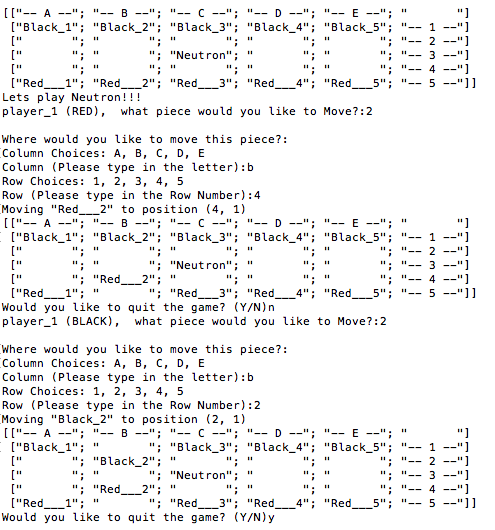 [["-- A --"; "-- B --"; "-- C --"; "-- D --"; "-- E --"; "       "]
["Black_1"; "Black_2"; "Black_3"; "Black_4"; "Black_5"; "-- 1 --"]
["       "; "       "; "       "; "       "; "       "; "-- 2 --"]
["       "; "       "; "Neutron"; "       "; "       "; "-- 3 --"]
["       "; "       "; "       "; "       "; "       "; "-- 4 --"]
["Red___1"; "Red___2"; "Red___3"; "Red___4"; "Red___5"; "-- 5 --"]]
Lets play Neutron!!!
player_1 (RED),  what piece would you like to Move?:2
Where would you like to move this piece?:
Column Choices: A, B, C, D, E
Column (Please type in the letter):b
Row Choices: 1, 2, 3, 4, 5
Row (Please type in the Row Number):4
Moving "Red___2" to position (4, 1)
[["-- A --"; "-- B --"; "-- C --"; "-- D --"; "-- E --"; "       "]
["Black_1"; "Black_2"; "Black_3"; "Black_4"; "Black_5"; "-- 1 --"]
["       "; "       "; "       "; "       "; "       "; "-- 2 --"]
["       "; "       "; "Neutron"; "       "; "       "; "-- 3 --"]
["       "; "Red___2"; "       "; "       "; "       "; "-- 4 --"]
["Red___1"; "       "; "Red___3"; "Red___4"; "Red___5"; "-- 5 --"]]
Would you like to quit the game? (Y/N)n
player_1 (BLACK),  what piece would you like to Move?:2
Where would you like to move this piece?:
Column Choices: A, B, C, D, E
Column (Please type in the letter):b
Row Choices: 1, 2, 3, 4, 5
Row (Please type in the Row Number):2
Moving "Black_2" to position (2, 1)
[["-- A --"; "-- B --"; "-- C --"; "-- D --"; "-- E --"; "       "]
["Black_1"; "       "; "Black_3"; "Black_4"; "Black_5"; "-- 1 --"]
["       "; "Black_2"; "       "; "       "; "       "; "-- 2 --"]
["       "; "       "; "Neutron"; "       "; "       "; "-- 3 --"]
["       "; "Red___2"; "       "; "       "; "       "; "-- 4 --"]
["Red___1"; "       "; "Red___3"; "Red___4"; "Red___5"; "-- 5 --"]]
Would you like to quit the game? (Y/N)y